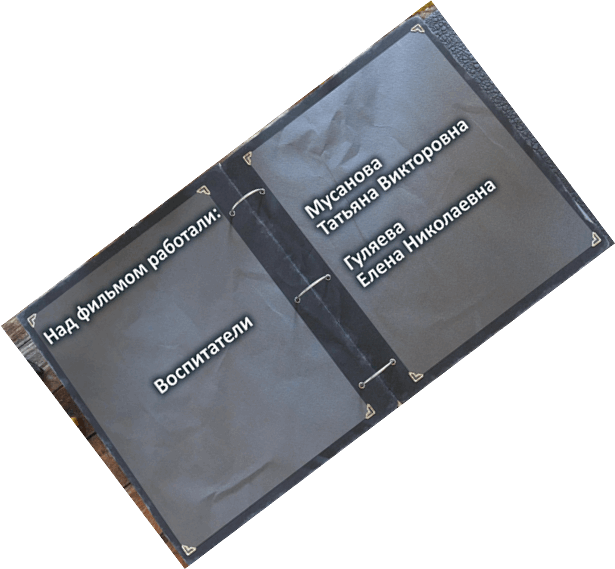 Над фильмом работали:
Воспитатели
Мусанова
Татьяна Викторовна
Гуляева
Елена Николаевна